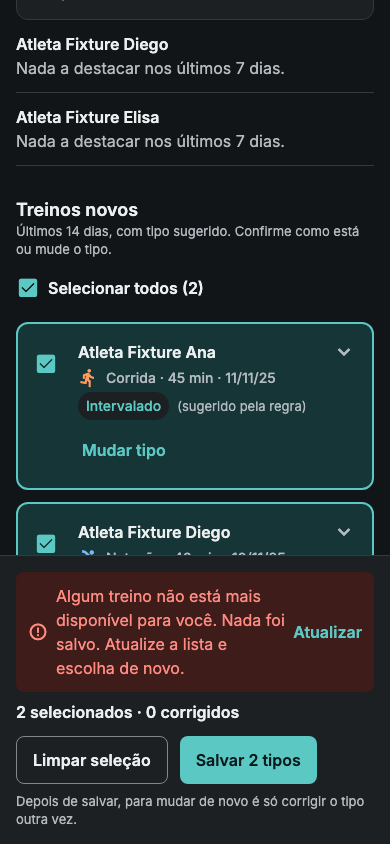 Atleta Fixture Diego
Nada a destacar nos últimos 7 dias.
Atleta Fixture Elisa
Nada a destacar nos últimos 7 dias.
Treinos novos
Últimos 14 dias, com tipo sugerido. Confirme como está
ou mude o tipo.
Selecionar todos (2)
Atleta Fixture Ana
Corrida · 45 min · 11/11/25
Intervalado (sugerido pela regra)
Mudar tipo
Atleta Fixture Diego
Algum treino não está mais
disponível para você. Nada foi
salvo. Atualize a lista e
escolha de novo.
Atualizar
2 selecionados · 0 corrigidos
Limpar seleção
Salvar 2 tipos
Depois de salvar, para mudar de novo é só corrigir o tipo
outra vez.